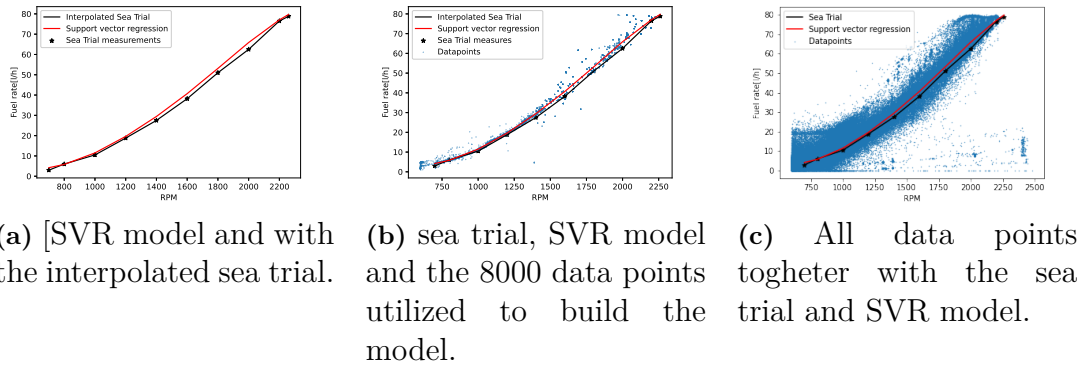 80
70
60
50
40
30
20
10
0
Fuel rate[l/h]
Interpolated Sea Trial
Support vector regression
Sea Trial measurements
800 1000 1200 1400 1600 1800 2000 2200
RPM
80
70
60
50
40
30
20
10
0
Fuel rate[l/h]
Interpolated Sea Trial
Support vector regression
Sea Trial measures
Datapoints
750 1000 1250 1500 1750 2000 2250
RPM
80
70
60
50
40
30
20
10
0
Fuel rate[l/h]
Sea Trial
Support vector regression
Datapoints
750 1000 1250 1500 1750 2000 2250 2500
RPM
(a) [SVR model and with
the interpolated sea trial.
(b) sea trial, SVR model
and the 8000 data points
utilized to build the
model.
(c) All data points
togheter with the sea
trial and SVR model.